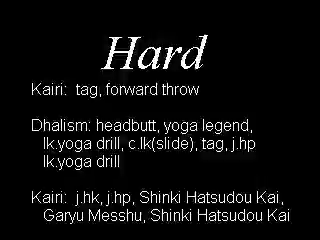 Hard
Kairi: tag, forward throw
Dhalism: headbutt, yoga legend,
lk.yoga drill, c.lk(slide), tag, j.hp
lk.yoga drill
Kairi: j.hk, j.hp, Shinki Hatsudou Kai,
Garyu Messhu, Shinki Hatsudou Kai